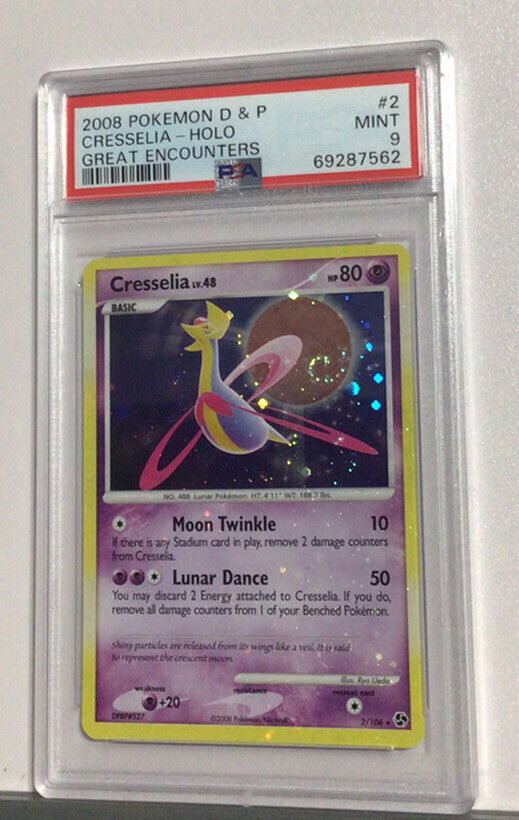 2008 POKEMON D & P #2
CRESSELIA - HOLO MINT
GREAT ENCOUNTERS 9
PSA 69287562
Cresselia LV.48 HP 80
BASIC
NO. 488 Lunar Pokémon HT: 4'11" WT: 188.7 lbs.
Moon Twinkle 10
If there is any Stadium card in play, remove 2 damage counters
from Cresselia.
Lunar Dance 50
You may discard 2 Energy attached to Cresselia. If you do,
remove all damage counters from 1 of your Benched Pokémon.
Shiny particles are released from its wings like a veil. It is said
to represent the crescent moon.
Illus. Ryo Ueda
weakness resistance retreat cost
+20
DPBP#527 ©2008 Pokémon/Nintendo 2/106